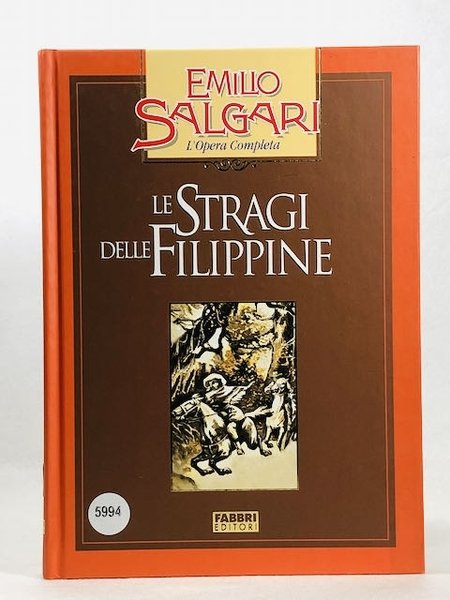 EMILIO
SALGARI
L'Opera Completa
LE STRAGI
DELLE FILIPPINE
5994
FABBRI
EDITORI